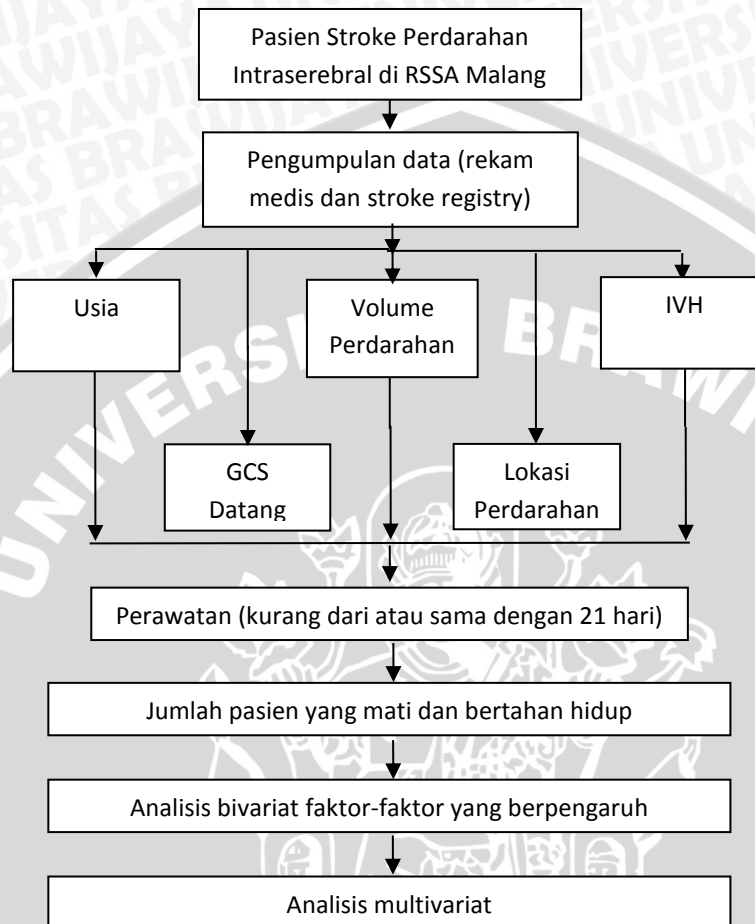 Pasien Stroke Perdarahan
Intraserebral di RSSA Malang
Pengumpulan data (rekam
medis dan stroke registry)
Usia
Volume
Perdarahan
IVH
GCS
Datang
Lokasi
Perdarahan
Perawatan (kurang dari atau sama dengan 21 hari)
Jumlah pasien yang mati dan bertahan hidup
Analisis bivariat faktor-faktor yang berpengaruh
Analisis multivariat